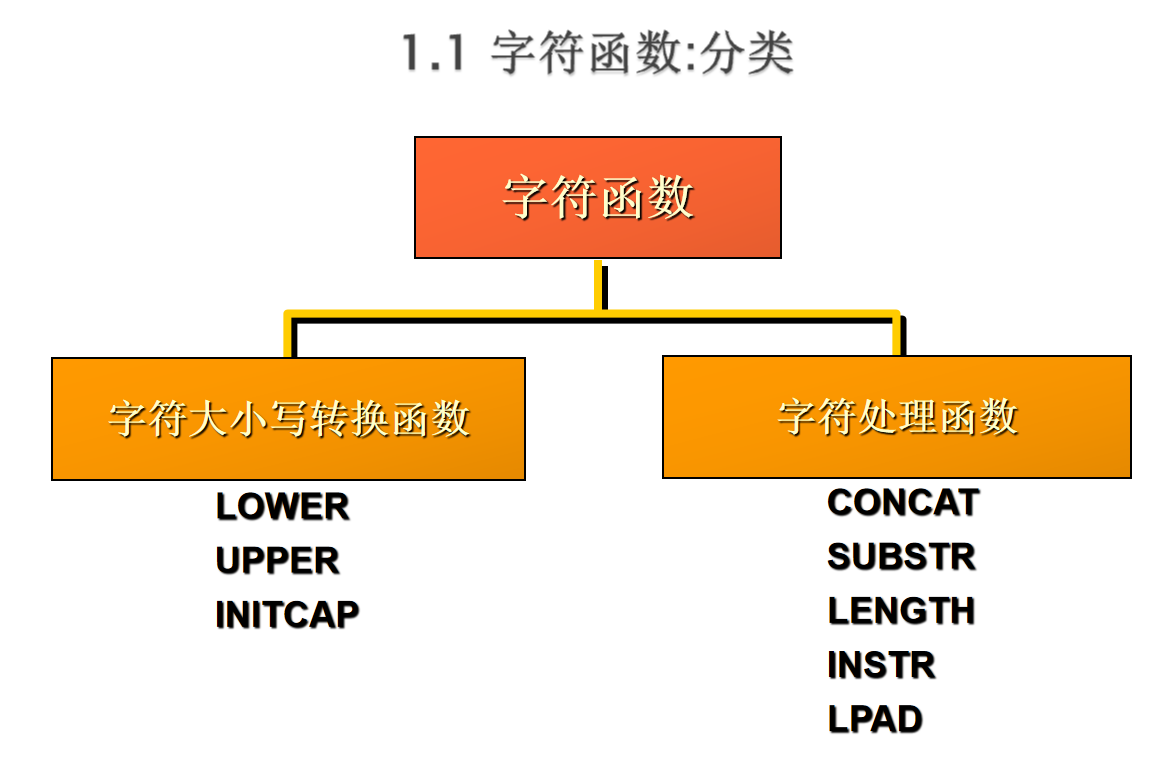 1.1 字符函数:分类
字符函数
字符大小写转换函数
LOWER
UPPER
INITCAP
字符处理函数
CONCAT
SUBSTR
LENGTH
INSTR
LPAD